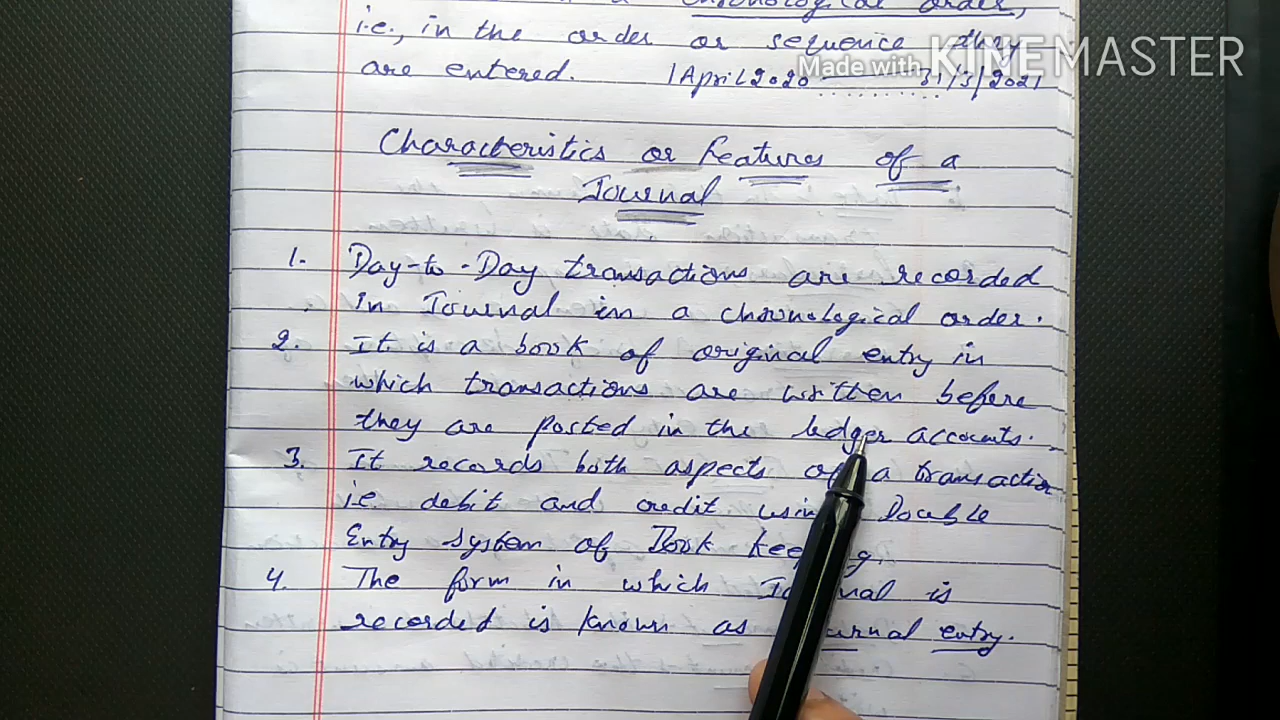 in a chronological order,
i.e., in the order or sequence they
are entered. 1 April 2020 31/3/2021
Made with KINEMASTER
Characteristics or Features of a
Journal
1. Day-to-Day transactions are recorded
in Journal in a chronological order.
2. It is a book of original entry in
which transactions are written before
they are posted in the ledger accounts.
3. It records both aspects of a transaction
i.e. debit and credit using Double
Entry system of Book keeping.
4. The form in which Journal is
recorded is known as Journal entry.